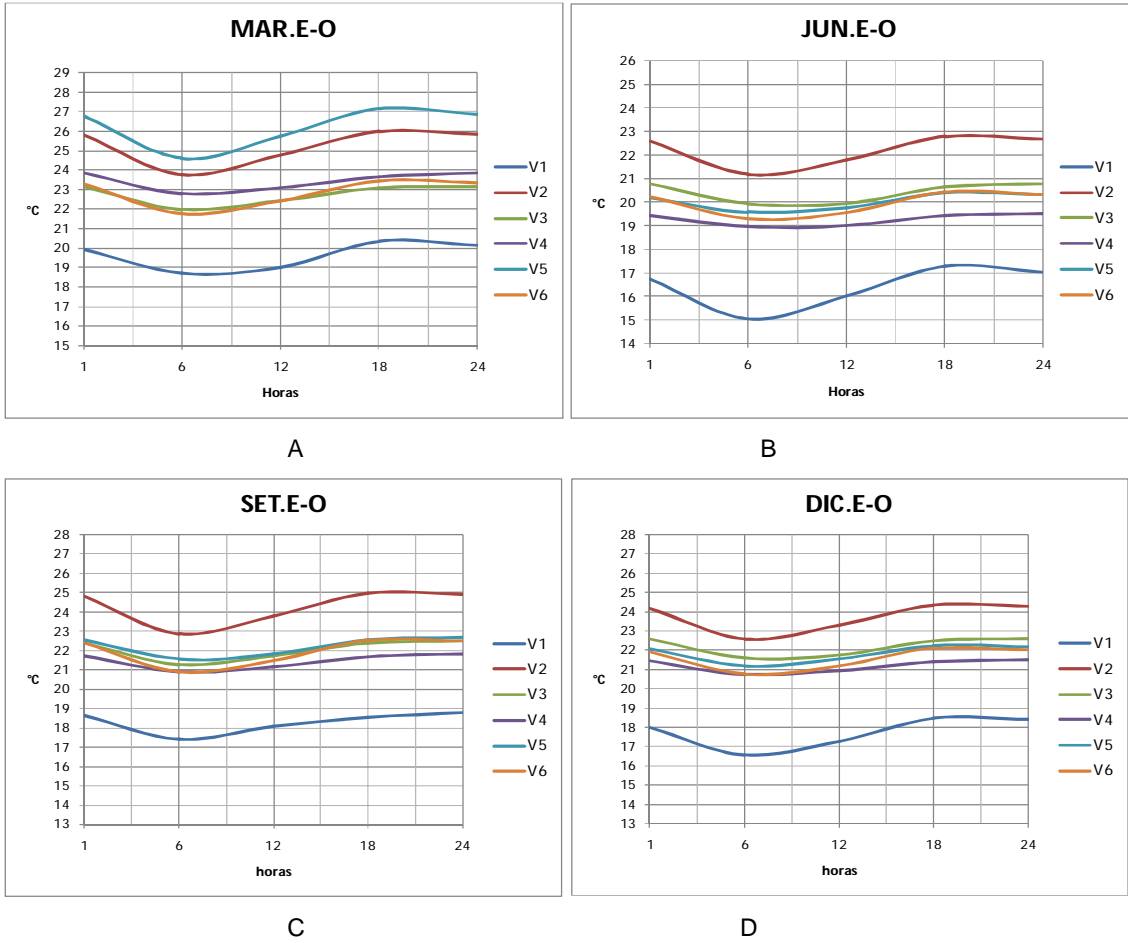 MAR.E-O
29
28
27
26
25
24
23
22
21
20
19
18
17
16
15
°C
1 6 12 18 24
Horas
V1
V2
V3
V4
V5
V6
A
JUN.E-O
26
25
24
23
22
21
20
19
18
17
16
15
14
°C
1 6 12 18 24
Horas
V1
V2
V3
V4
V5
V6
B
SET.E-O
28
27
26
25
24
23
22
21
20
19
18
17
16
15
14
13
°C
1 6 12 18 24
horas
V1
V2
V3
V4
V5
V6
C
DIC.E-O
28
27
26
25
24
23
22
21
20
19
18
17
16
15
14
13
°C
1 6 12 18 24
horas
V1
V2
V3
V4
V5
V6
D